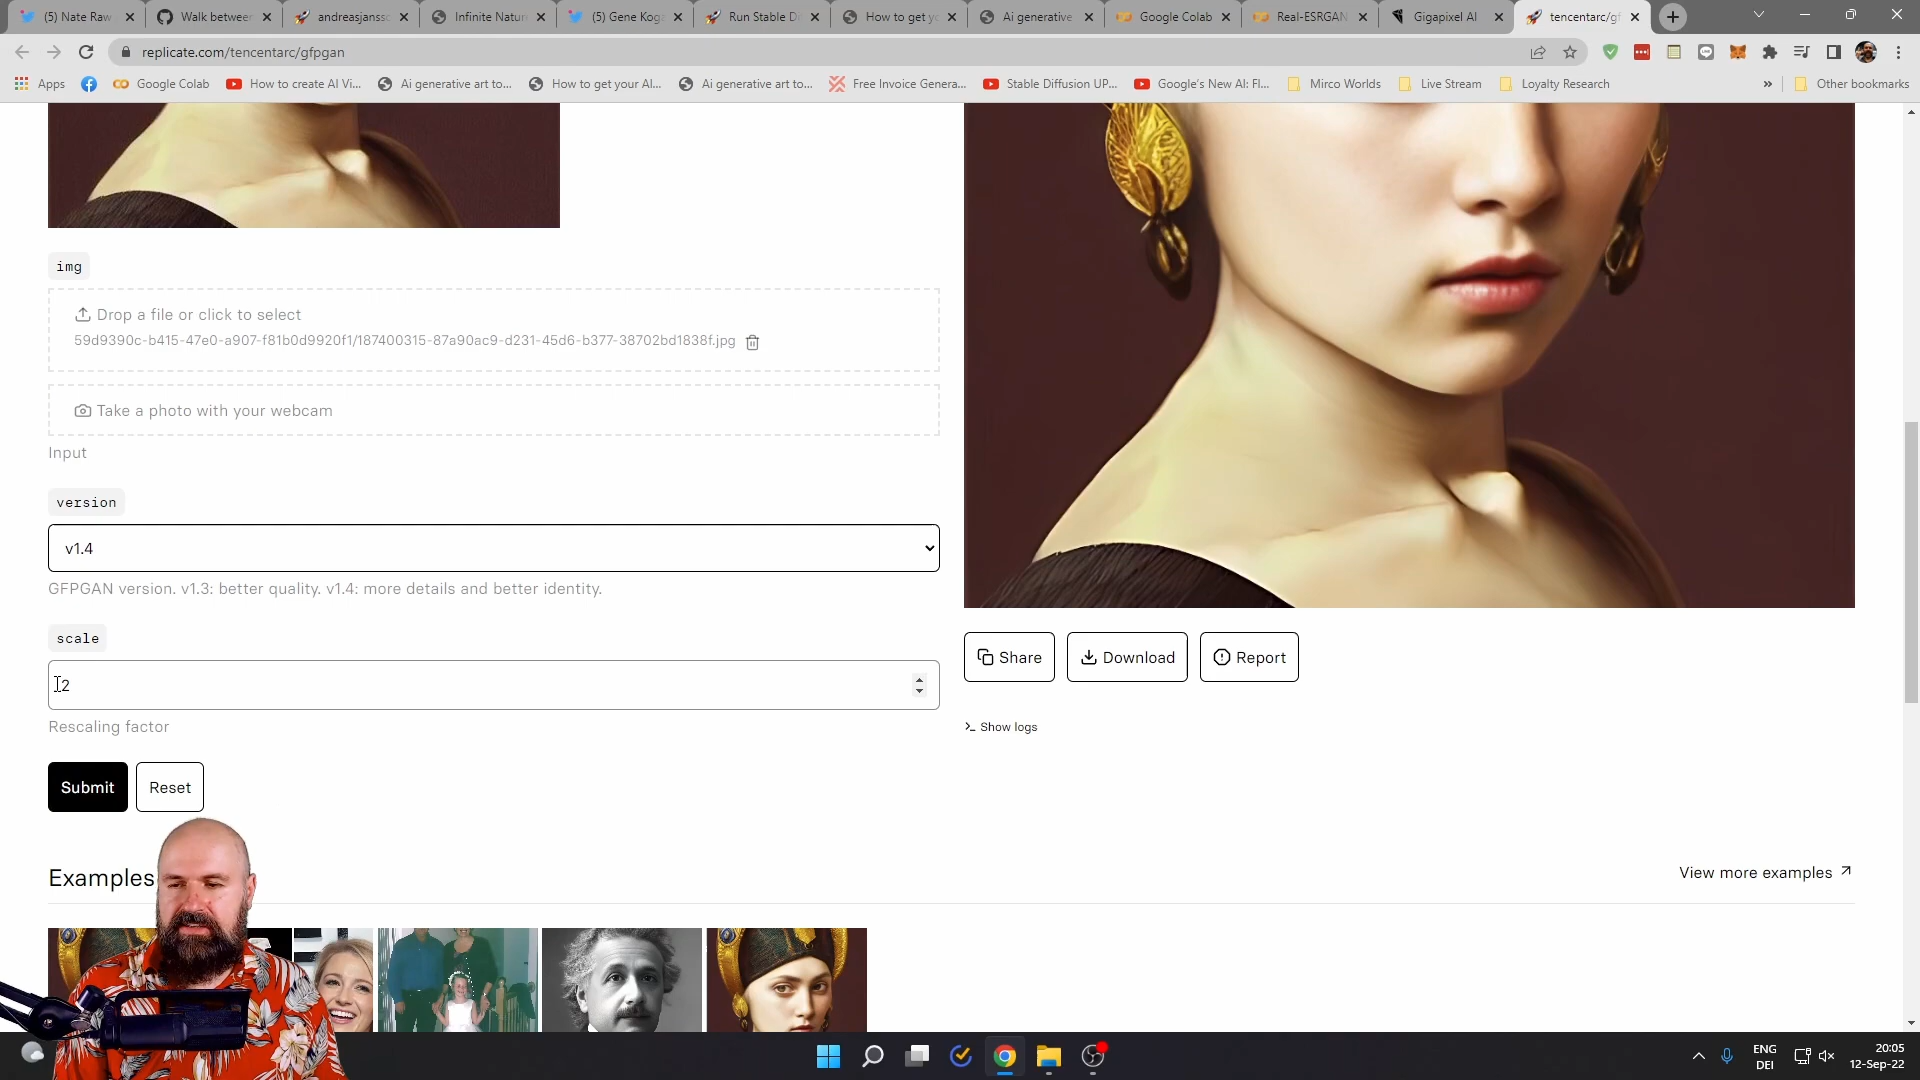 (5) Nate Raw
Walk between
andreasjanssc
Infinite Natur
(5) Gene Koga
Run Stable Di
How to get yo
Ai generative
Google Colab
Real-ESRGAN
Gigapixel AI
tencentarc/gf
replicate.com/tencentarc/gfpgan
Apps
Google Colab
How to create AI Vi...
Ai generative art to...
How to get your AI...
Ai generative art to...
Free Invoice Genera...
Stable Diffusion UP...
Google's New AI: Fl...
Mirco Worlds
Live Stream
Loyalty Research
»
Other bookmarks
img
Drop a file or click to select
59d9390c-b415-47e0-a907-f81b0d9920f1/187400315-87a90ac9-d231-45d6-b377-38702bd1838f.jpg
Take a photo with your webcam
Input
version
v1.4
GFPGAN version. v1.3: better quality. v1.4: more details and better identity.
scale
2
Rescaling factor
Submit
Reset
Share
Download
Report
>_ Show logs
Examples
View more examples
ENG
DEI
20:05
12-Sep-22